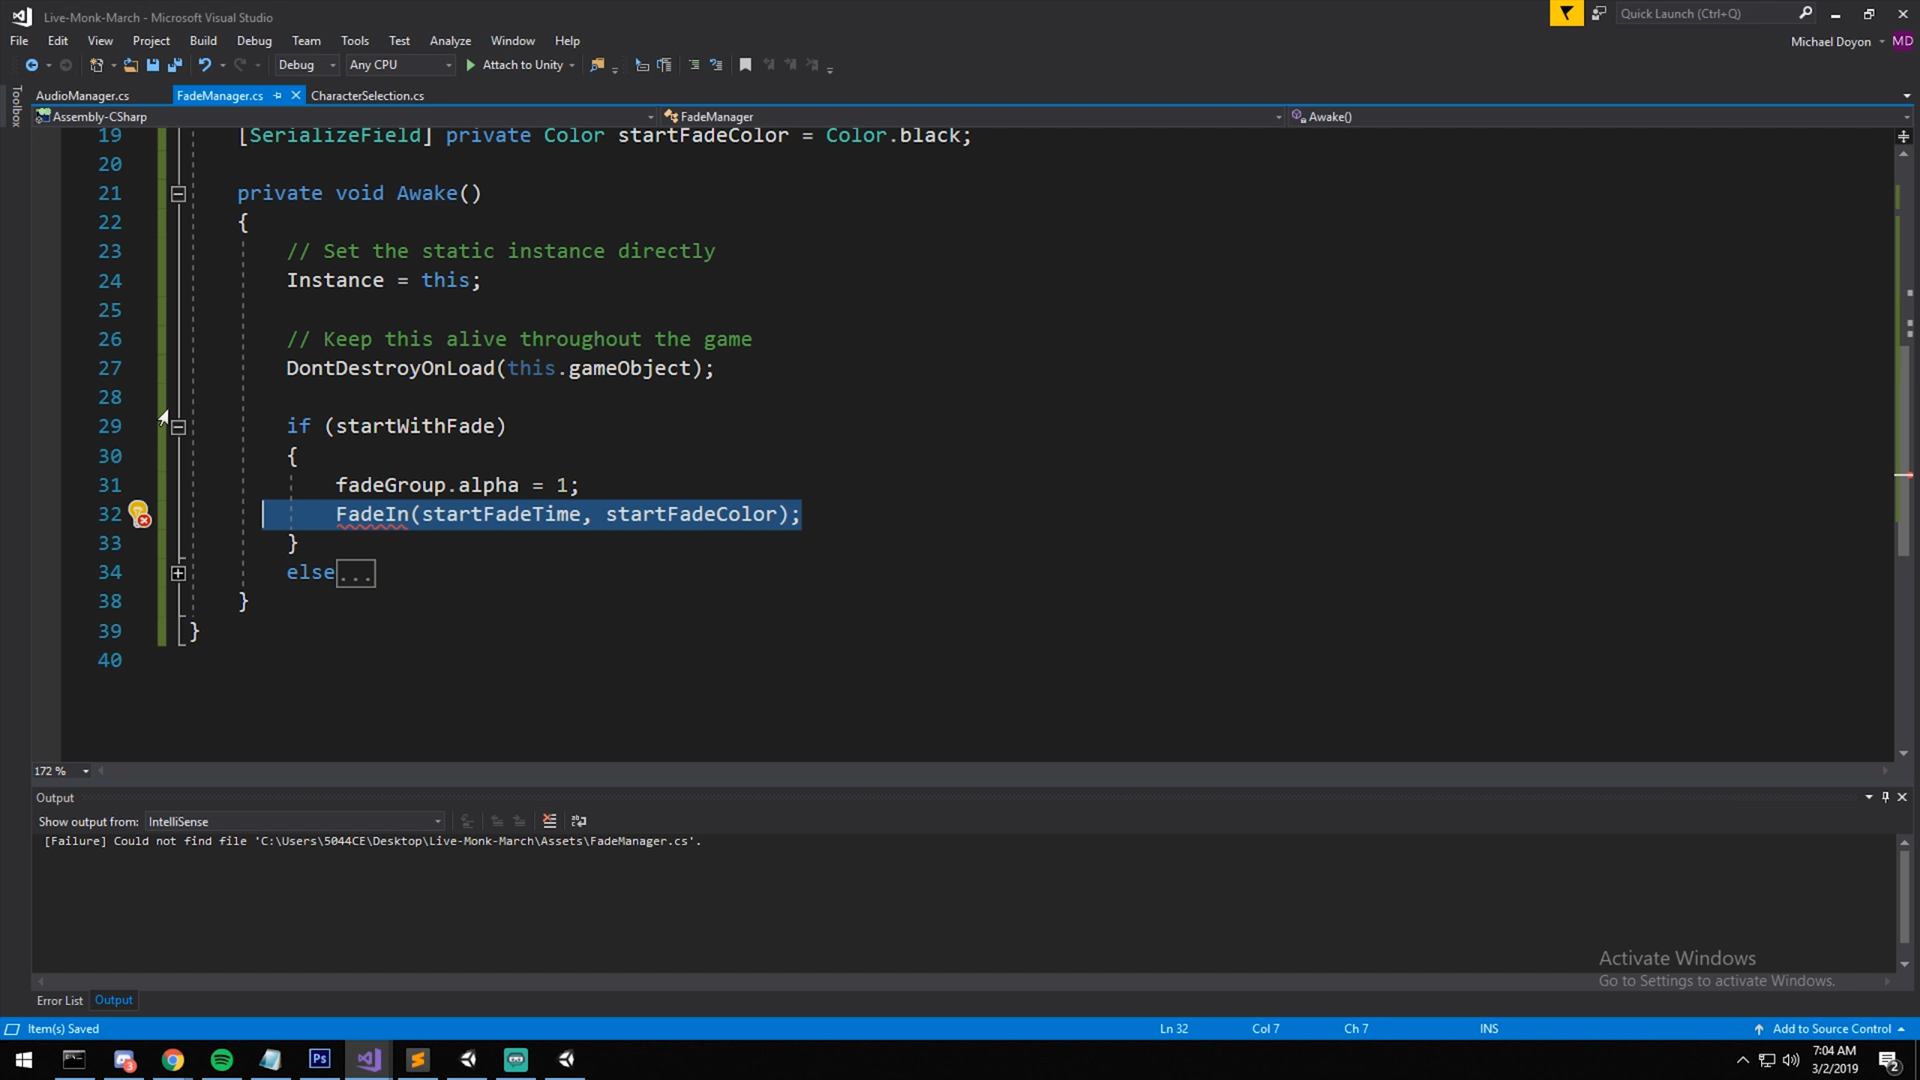 Live-Monk-March - Microsoft Visual Studio
Quick Launch (Ctrl+Q)
File Edit View Project Build Debug Team Tools Test Analyze Window Help
Michael Doyon MD
Debug Any CPU Attach to Unity
Toolbox
AudioManager.cs FadeManager.cs CharacterSelection.cs
Assembly-CSharp FadeManager Awake()
19 [SerializeField] private Color startFadeColor = Color.black;
20
21 private void Awake()
22 {
23 // Set the static instance directly
24 Instance = this;
25
26 // Keep this alive throughout the game
27 DontDestroyOnLoad(this.gameObject);
28
29 if (startWithFade)
30 {
31 fadeGroup.alpha = 1;
32 FadeIn(startFadeTime, startFadeColor);
33 }
34 else...
38 }
39 }
40
172 %
Output
Show output from: IntelliSense
[Failure] Could not find file 'C:\Users\5044CE\Desktop\Live-Monk-March\Assets\FadeManager.cs'.
Activate Windows
Go to Settings to activate Windows.
Error List Output
Item(s) Saved Ln 32 Col 7 Ch 7 INS Add to Source Control
Ps
3
7:04 AM
3/2/2019
2